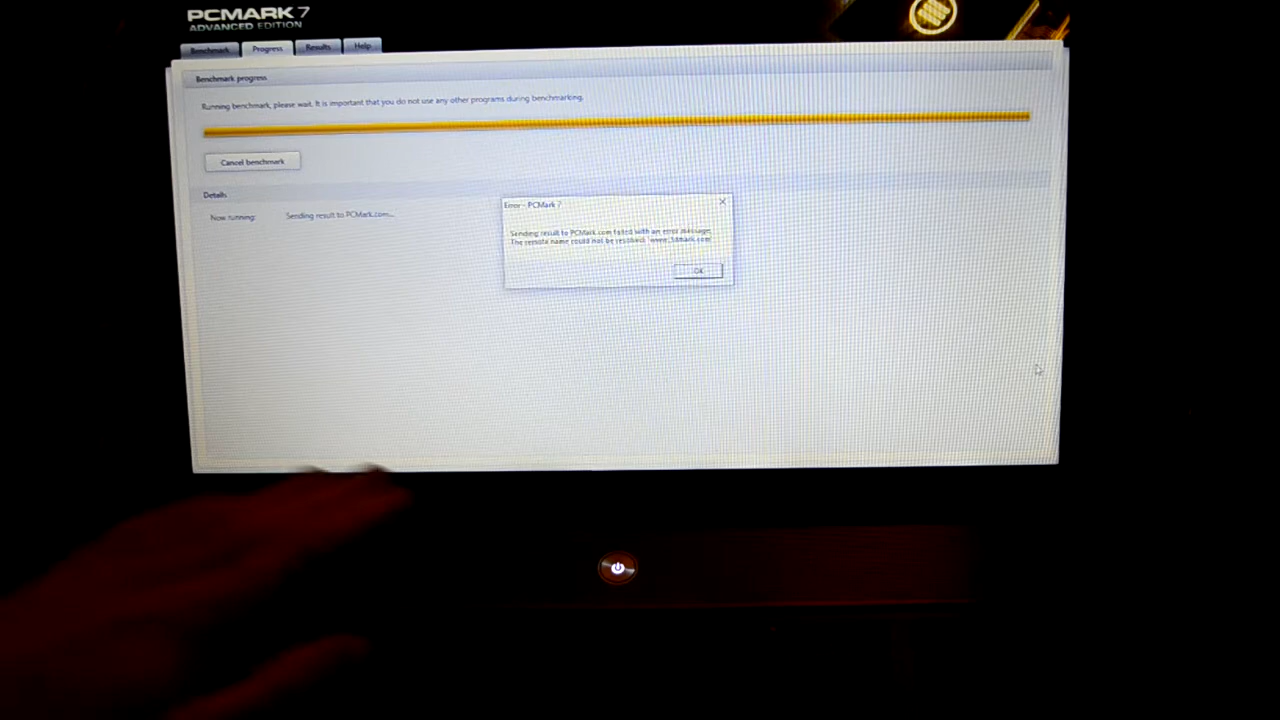 PCMARK 7
ADVANCED EDITION
Benchmark
Progress
Results
Help
Benchmark progress
Running benchmark, please wait. It is important that you do not use any other programs during benchmarking.
Cancel benchmark
Details
Now running:
Sending result to PCMark.com...
Error - PCMark 7
Sending result to PCMark.com failed with an error message:
The remote name could not be resolved: 'www.3dmark.com'
OK